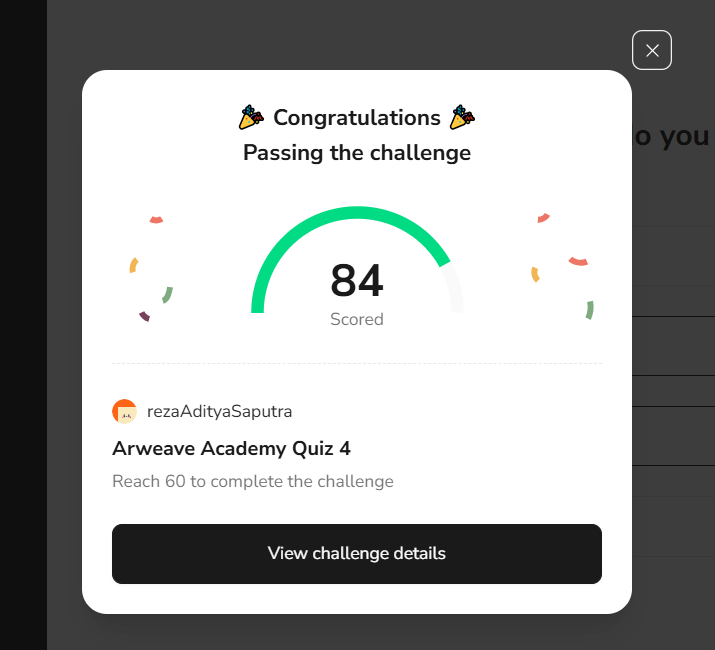 🎉 Congratulations 🎉
Passing the challenge
o you
84
Scored
rezaAdityaSaputra
Arweave Academy Quiz 4
Reach 60 to complete the challenge
View challenge details